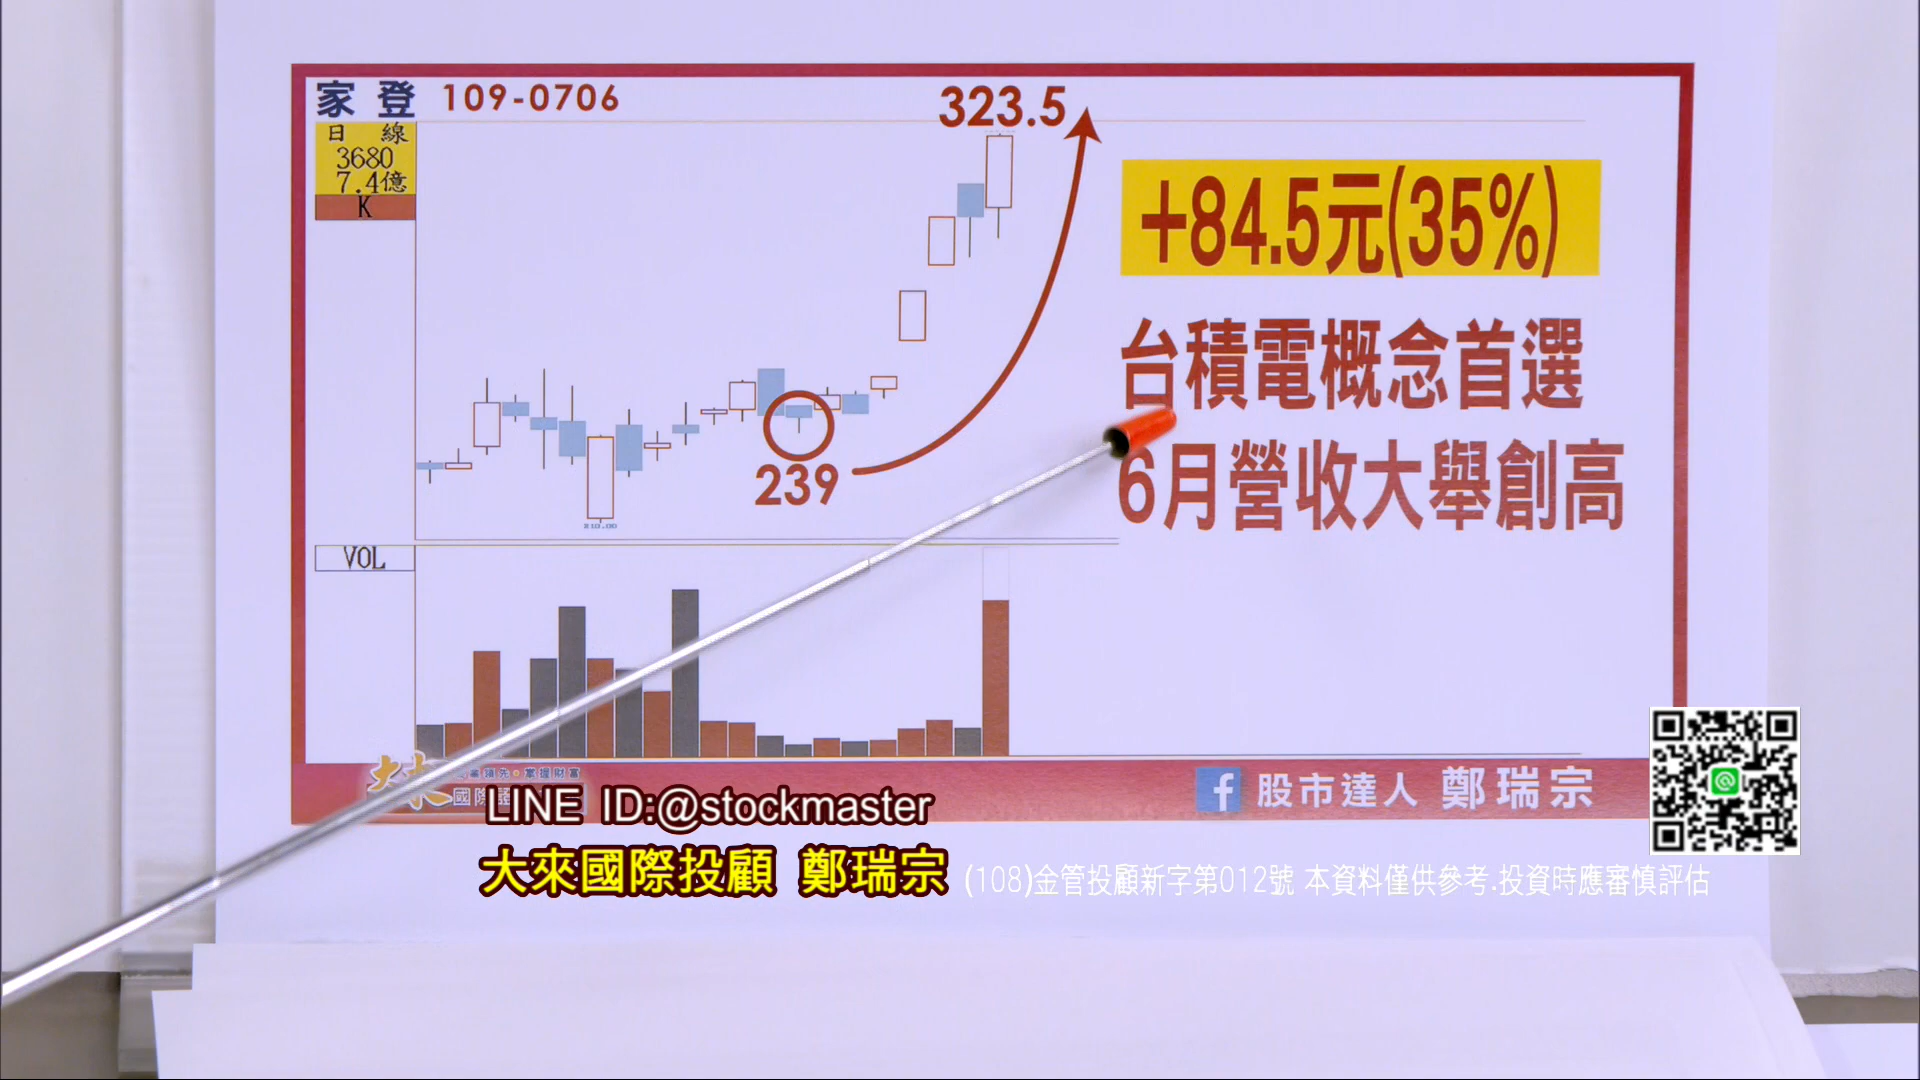 家登 109-0706
323.5
日 線
3680
7.4億
K
+84.5元(35%)
台積電概念首選
6月營收大舉創高
239
210.00
VOL
股市達人 鄭瑞宗
LINE ID:@stockmaster
大來國際投顧 鄭瑞宗
(108)金管投顧新字第012號 本資料僅供參考.投資時應審慎評估